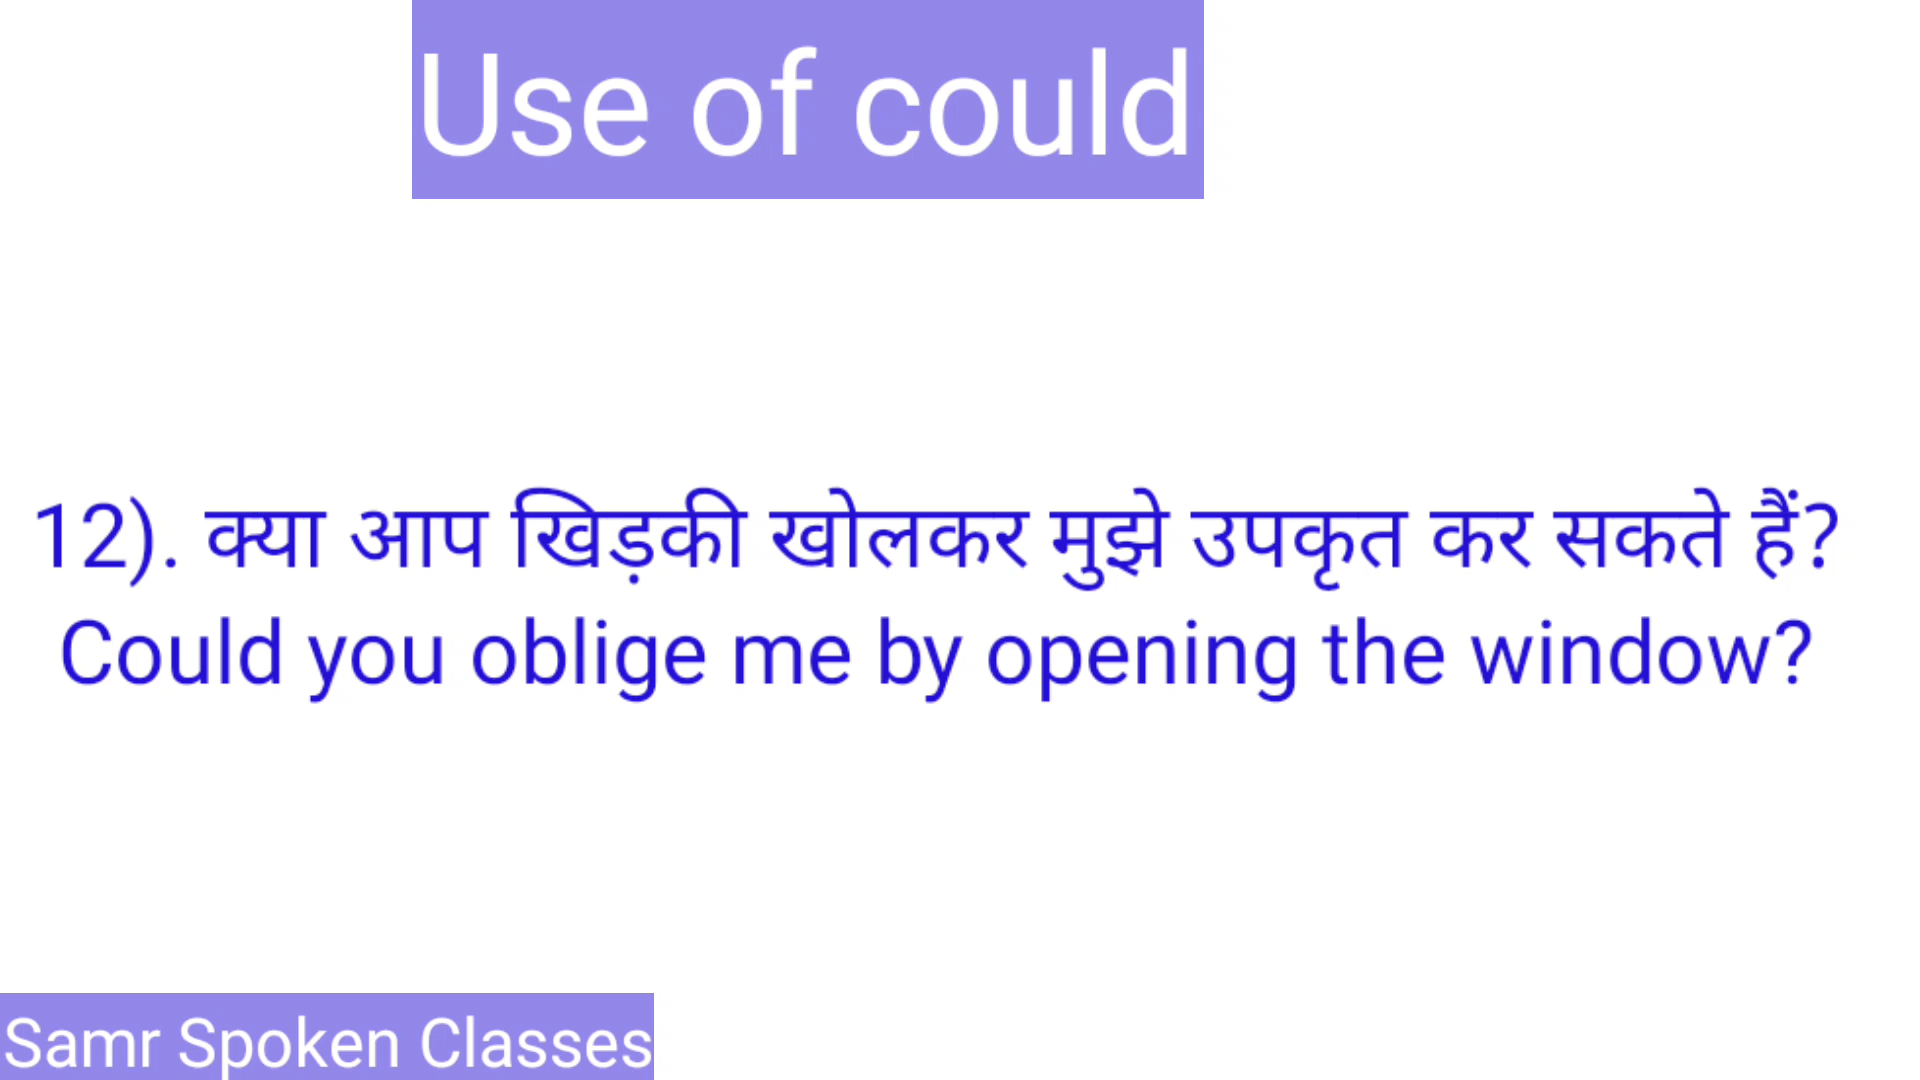 Use of could
12). क्या आप खिड़की खोलकर मुझे उपकृत कर सकते हैं?
Could you oblige me by opening the window?
Samr Spoken Classes